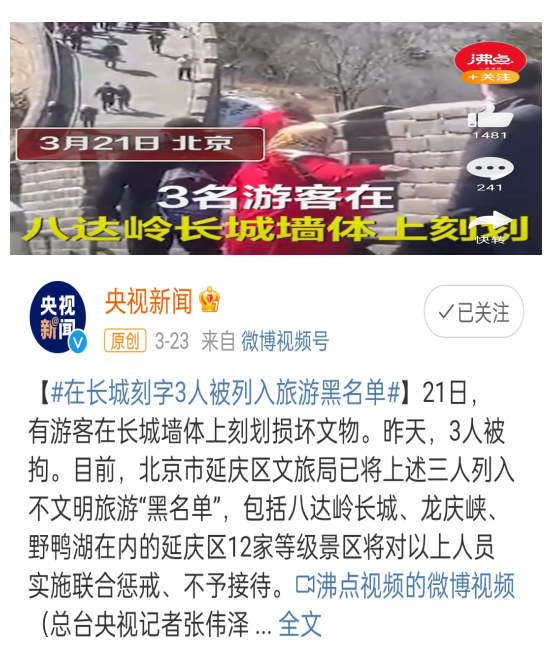 沸点
+关注
1481
241
快转
3月21日 北京
3名游客在
八达岭长城墙体上刻划
央视新闻
央视新闻
已关注
原创 3-23 来自 微博视频号
【#在长城刻字3人被列入旅游黑名单#】21日，
有游客在长城墙体上刻划损坏文物。昨天，3人被
拘。目前，北京市延庆区文旅局已将上述三人列入
不文明旅游“黑名单”，包括八达岭长城、龙庆峡、
野鸭湖在内的延庆区12家等级景区将对以上人员
实施联合惩戒、不予接待。沸点视频的微博视频
（总台央视记者张伟泽 ... 全文